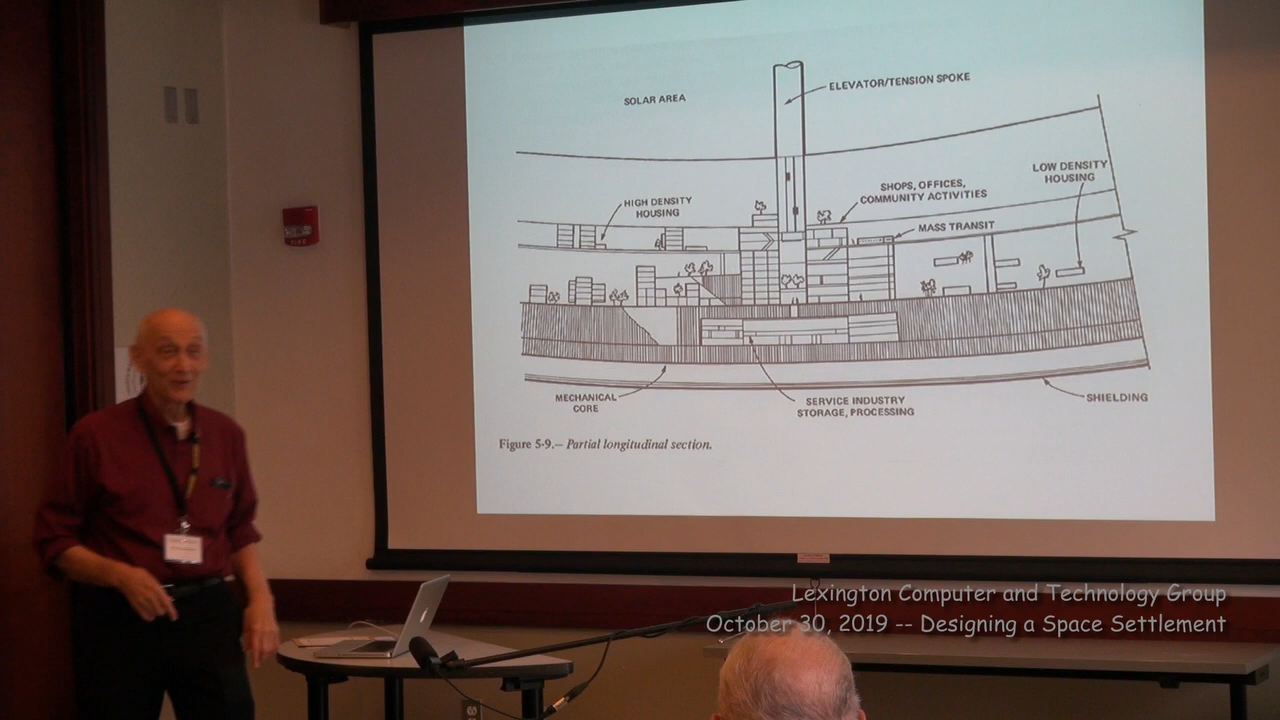 SOLAR AREA
ELEVATOR/TENSION SPOKE
HIGH DENSITY
HOUSING
SHOPS, OFFICES,
COMMUNITY ACTIVITIES
LOW DENSITY
HOUSING
MASS TRANSIT
MECHANICAL
CORE
SERVICE INDUSTRY
STORAGE, PROCESSING
SHIELDING
Figure 5-9.— Partial longitudinal section.
FIRE
Lexington Computer and Technology Group
October 30, 2019 -- Designing a Space Settlement